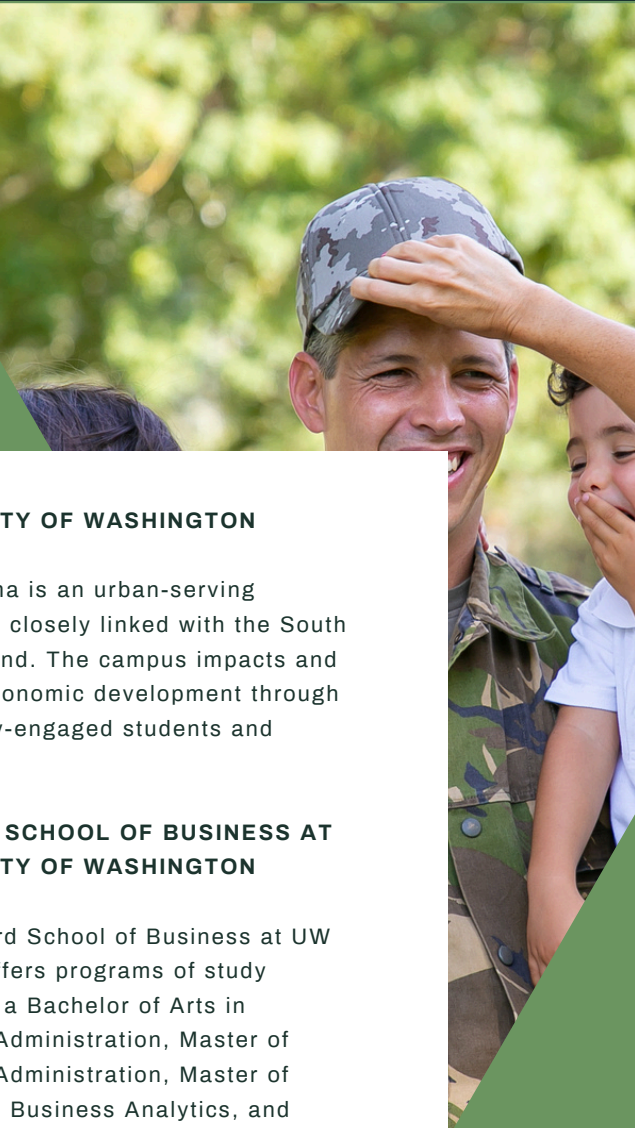 TY OF WASHINGTON
na is an urban-serving
closely linked with the South
nd. The campus impacts and
onomic development through
y-engaged students and
SCHOOL OF BUSINESS AT
TY OF WASHINGTON
rd School of Business at UW
ffers programs of study
a Bachelor of Arts in
Administration, Master of
Administration, Master of
Business Analytics, and